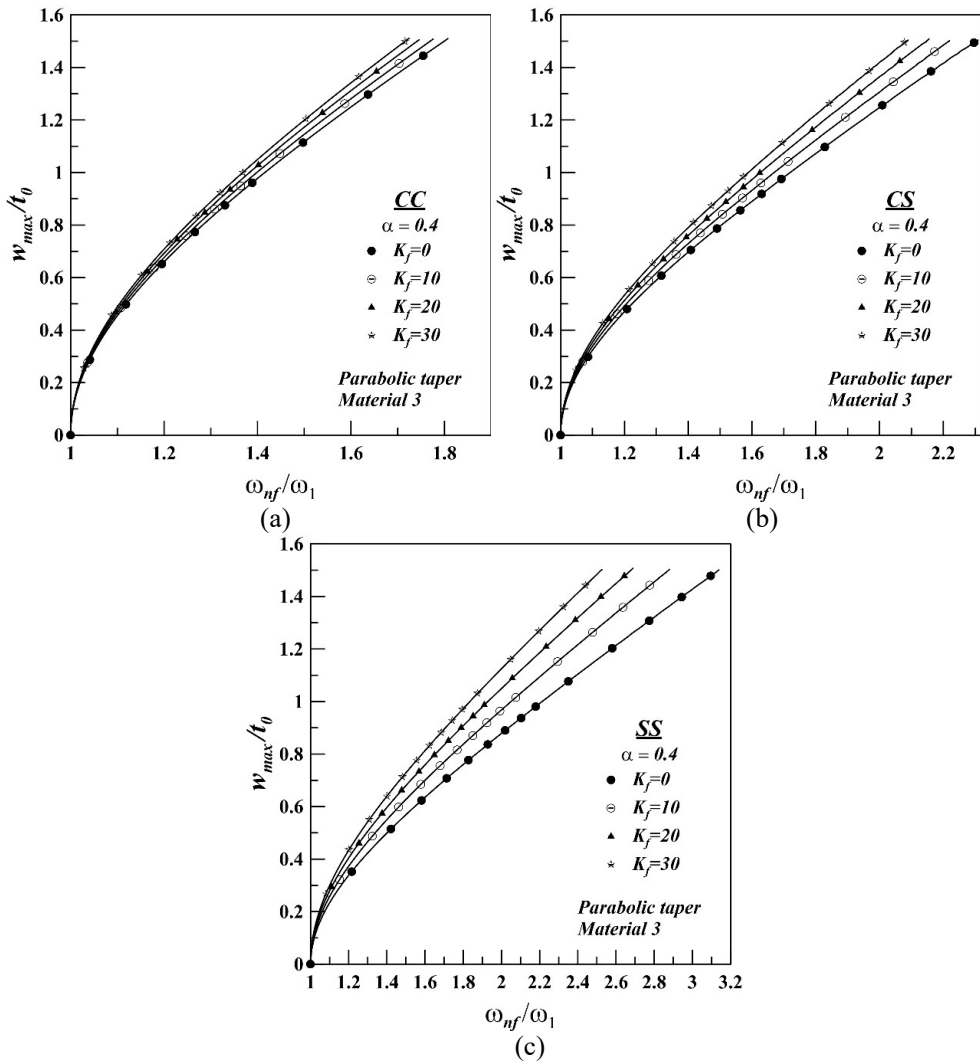 1.6
1.4
1.2
1
0.8
0.6
0.4
0.2
0
w_max/t_0
CC
α = 0.4
K_f=0
K_f=10
K_f=20
K_f=30
Parabolic taper
Material 3
1 1.2 1.4 1.6 1.8
ω_nf/ω_1
(a)
1.6
1.4
1.2
1
0.8
0.6
0.4
0.2
0
w_max/t_0
CS
α = 0.4
K_f=0
K_f=10
K_f=20
K_f=30
Parabolic taper
Material 3
1 1.2 1.4 1.6 1.8 2 2.2
ω_nf/ω_1
(b)
1.6
1.4
1.2
1
0.8
0.6
0.4
0.2
0
w_max/t_0
SS
α = 0.4
K_f=0
K_f=10
K_f=20
K_f=30
Parabolic taper
Material 3
1 1.2 1.4 1.6 1.8 2 2.2 2.4 2.6 2.8 3 3.2
ω_nf/ω_1
(c)